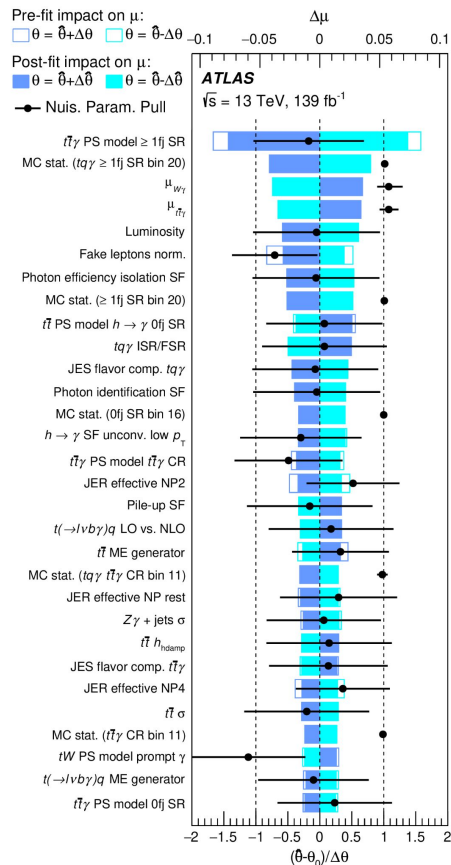 Pre-fit impact on μ:
θ = θ̂+Δθ θ = θ̂-Δθ
Post-fit impact on μ:
θ = θ̂+Δθ̂ θ = θ̂-Δθ̂
Nuis. Param. Pull
Δμ
−0.1 −0.05 0 0.05 0.1
ATLAS
√s = 13 TeV, 139 fb⁻¹
tt̄γ PS model ≥ 1fj SR
MC stat. (tqγ ≥ 1fj SR bin 20)
μ_Wγ
μ_tt̄γ
Luminosity
Fake leptons norm.
Photon efficiency isolation SF
MC stat. (≥ 1fj SR bin 20)
tt̄ PS model h → γ 0fj SR
tqγ ISR/FSR
JES flavor comp. tqγ
Photon identification SF
MC stat. (0fj SR bin 16)
h → γ SF unconv. low p_T
tt̄γ PS model tt̄γ CR
JER effective NP2
Pile-up SF
t(→lνbγ)q LO vs. NLO
tt̄ ME generator
MC stat. (tqγ tt̄γ CR bin 11)
JER effective NP rest
Zγ + jets σ
tt̄ h_hdamp
JES flavor comp. tt̄γ
JER effective NP4
tt̄ σ
MC stat. (tt̄γ CR bin 11)
tW PS model prompt γ
t(→lνbγ)q ME generator
tt̄γ PS model 0fj SR
−2 −1.5 −1 −0.5 0 0.5 1 1.5 2
(θ̂-θ₀)/Δθ